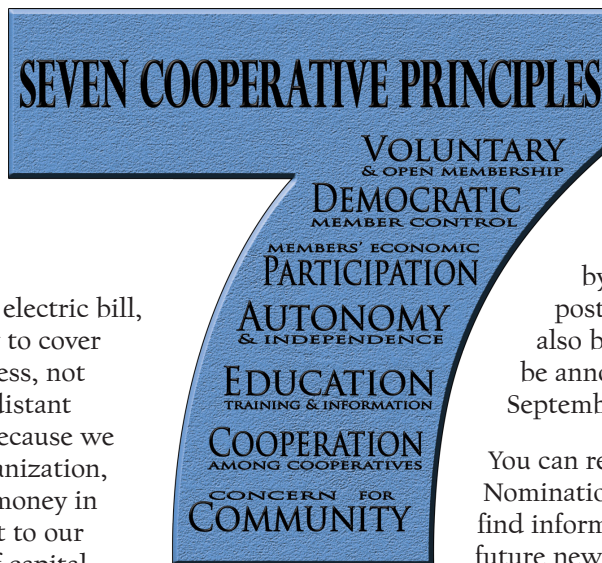 SEVEN COOPERATIVE PRINCIPLES
VOLUNTARY
& OPEN MEMBERSHIP
DEMOCRATIC
MEMBER CONTROL
MEMBERS' ECONOMIC
PARTICIPATION
AUTONOMY
& INDEPENDENCE
EDUCATION
TRAINING & INFORMATION
COOPERATION
AMONG COOPERATIVES
CONCERN FOR
COMMUNITY
electric bill,
to cover
ess, not
distant
ecause we
anization,
money in
t to our
f capital
by
post
also b
be anno
Septemb
You can re
Nominatio
find inform
future new